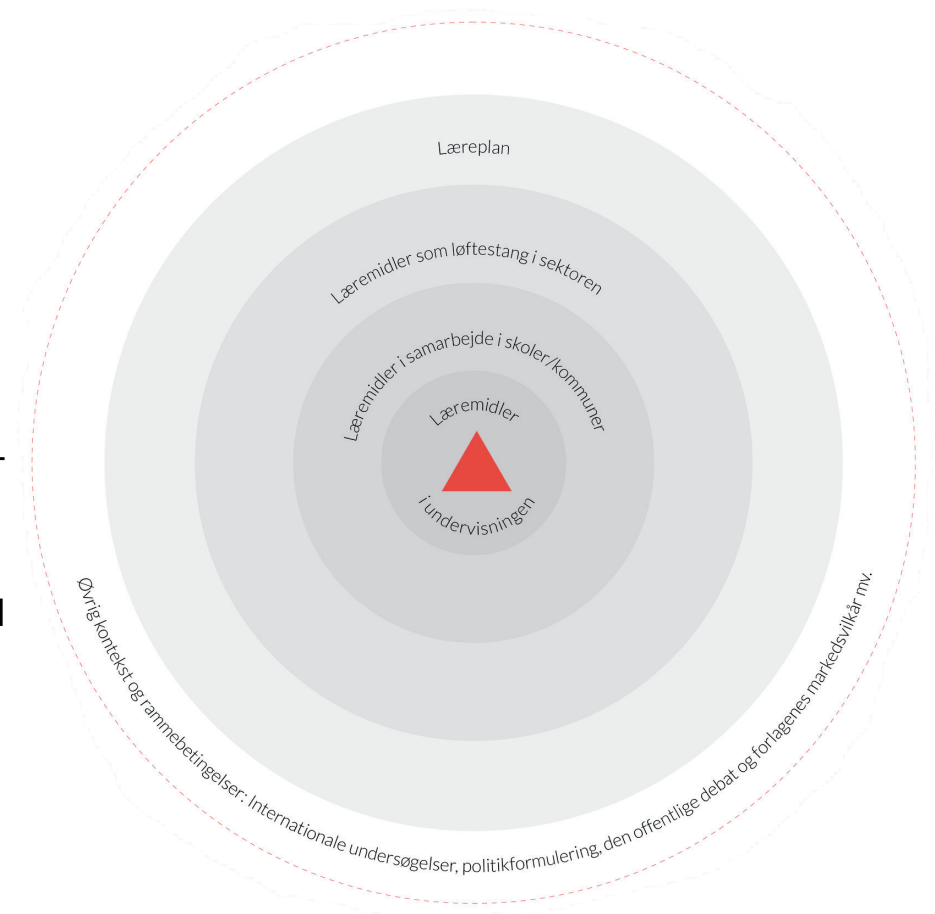 Læreplan
Læremidler som løftestang i sektoren
Læremidler i samarbejde i skoler/kommuner
Læremidler
i undervisningen
Øvrig kontekst og rammebetingelser: Internationale undersøgelser, politikformulering, den offentlige debat og forlagenes markedsvilkår mv.